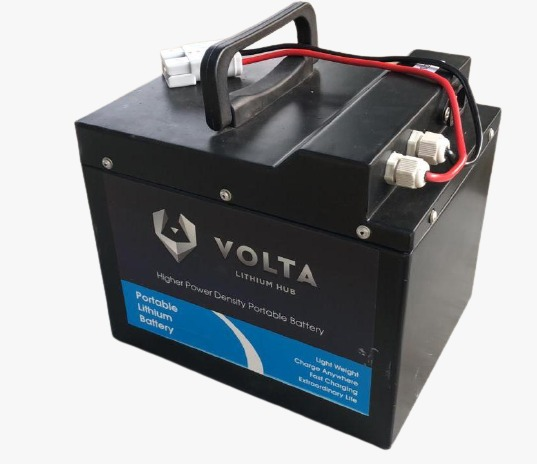 VOLTA
LITHIUM HUB
Higher Power Density Portable Battery
Portable
Lithium
Battery
Light Weight
Charge Anywhere
Fast Charging
Extraordinary Life